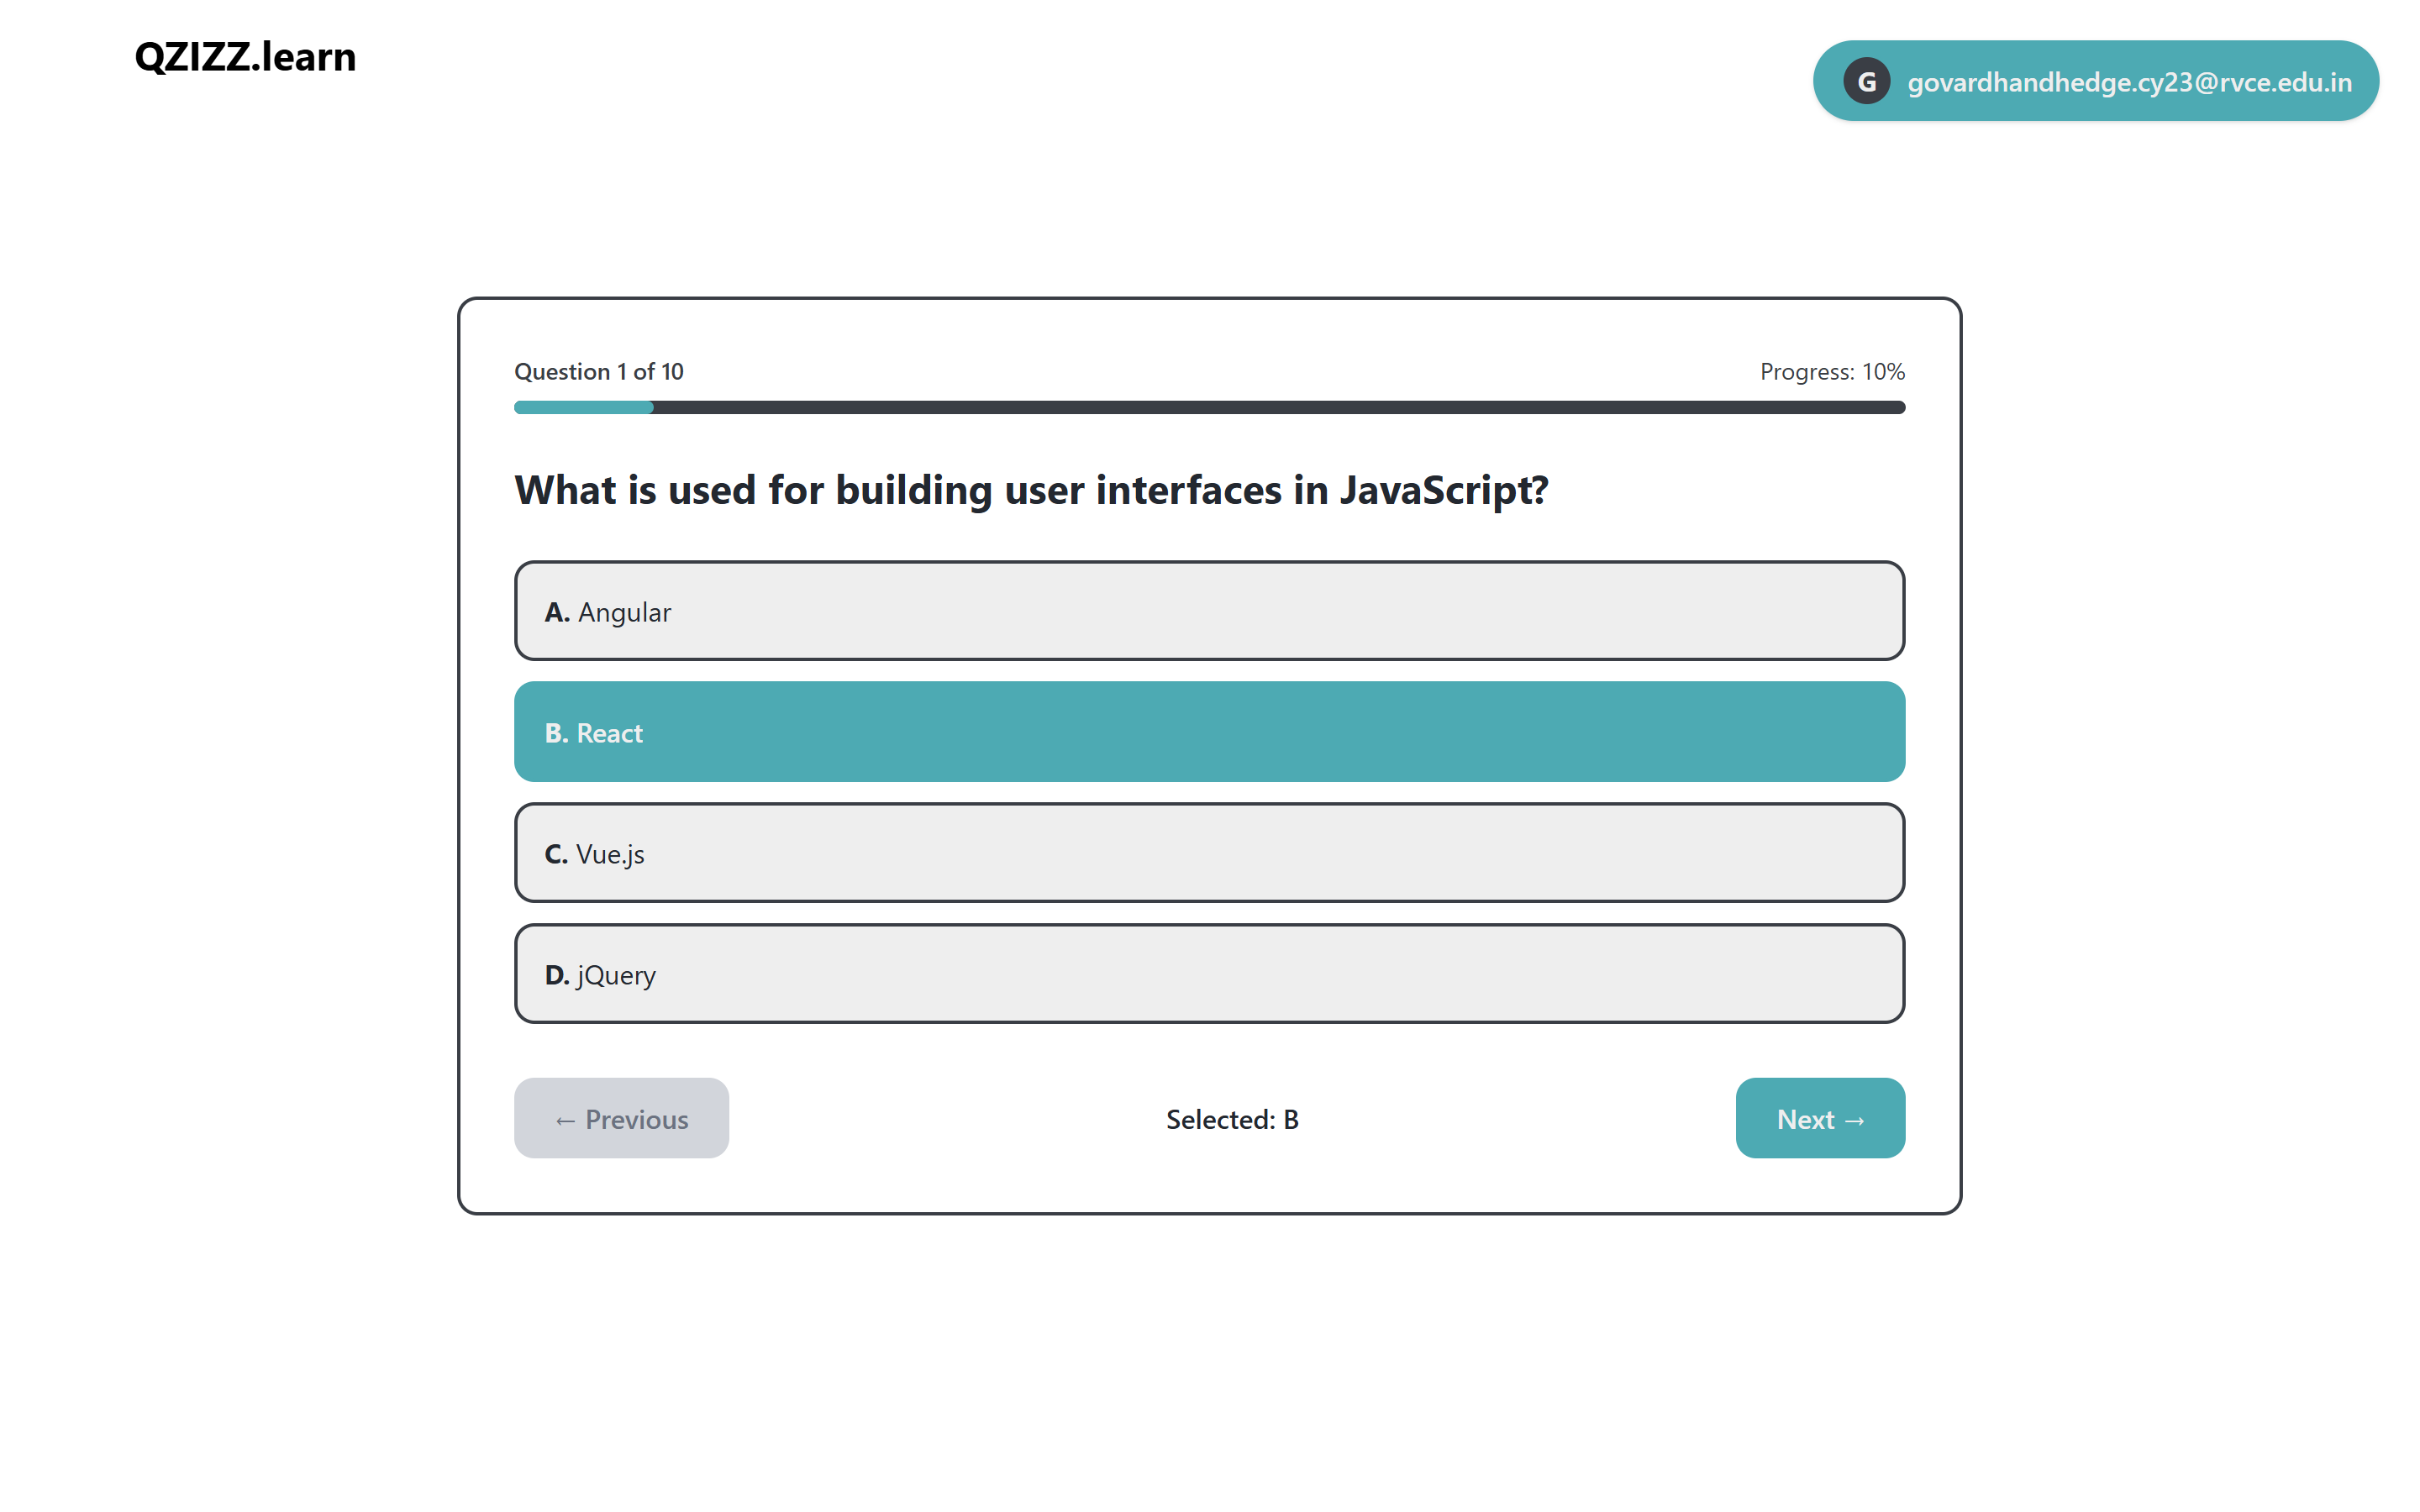 QZIZZ.learn
G govardhandhedge.cy23@rvce.edu.in
Question 1 of 10 Progress: 10%
What is used for building user interfaces in JavaScript?
A. Angular
B. React
C. Vue.js
D. jQuery
← Previous Selected: B Next →